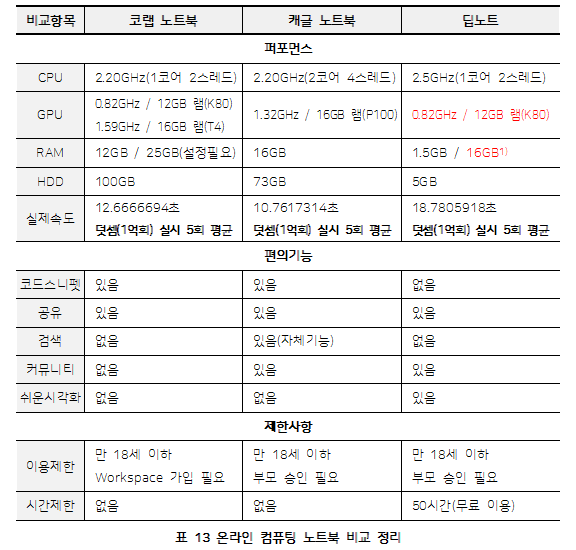 비교항목 코랩 노트북 캐글 노트북 딥노트
퍼포먼스
CPU 2.20GHz(1코어 2스레드) 2.20GHz(2코어 4스레드) 2.5GHz(1코어 2스레드)
GPU 0.82GHz / 12GB 램(K80) 1.32GHz / 16GB 램(P100) 0.82GHz / 12GB 램(K80)
1.59GHz / 16GB 램(T4)
RAM 12GB / 25GB(설정필요) 16GB 1.5GB / 16GB1)
HDD 100GB 73GB 5GB
실제속도 12.6666694초 10.7617314초 18.7805918초
덧셈(1억회) 실시 5회 평균 덧셈(1억회) 실시 5회 평균 덧셈(1억회) 실시 5회 평균
편의기능
코드스니펫 있음 있음 없음
공유 있음 있음 있음
검색 없음 있음(자체기능) 없음
커뮤니티 없음 있음 있음
쉬운시각화 없음 없음 있음
제한사항
이용제한 만 18세 이하 만 18세 이하 만 18세 이하
Workspace 가입 필요 부모 승인 필요 부모 승인 필요
시간제한 없음 없음 50시간(무료 이용)
표 13 온라인 컴퓨팅 노트북 비교 정리